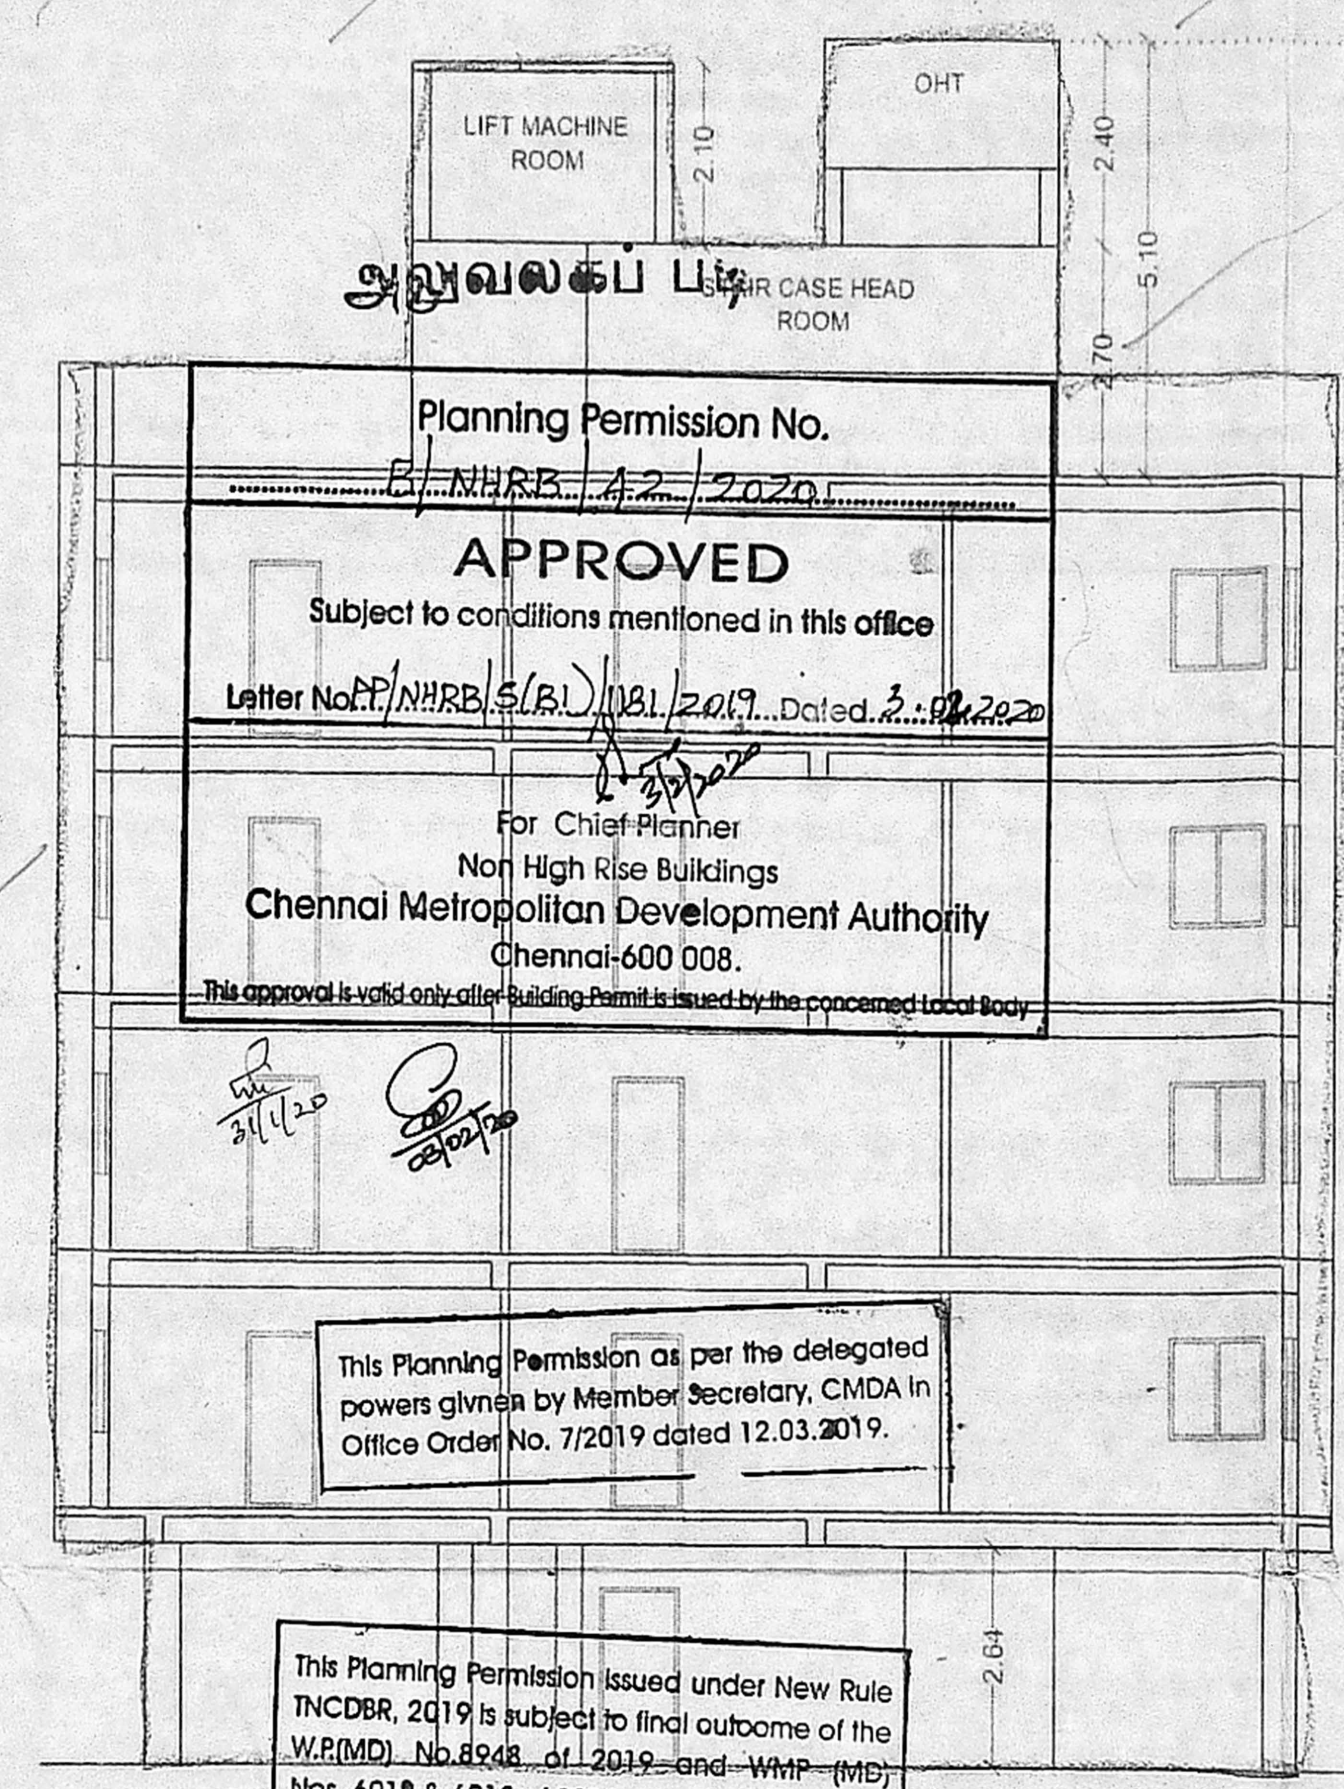 OHT
LIFT MACHINE
ROOM
2.10
2.40
5.10
அலுவலகப் படி
STAIR CASE HEAD
ROOM
2.70
Planning Permission No.
B/ NHRB / 42 / 2020
APPROVED
Subject to conditions mentioned in this office
Letter No. PP/NHRB/S(B1)/1181/2019 Dated 3.02.2020
3/2/2020
For Chief Planner
Non High Rise Buildings
Chennai Metropolitan Development Authority
Chennai-600 008.
This approval is valid only after Building Permit is issued by the concerned Local Body
31/1/20
03/02/20
This Planning Permission as per the delegated
powers givnen by Member Secretary, CMDA in
Office Order No. 7/2019 dated 12.03.2019.
2.64
This Planning Permission issued under New Rule
TNCDBR, 2019 is subject to final outcome of the
W.P.(MD) No.8948 of 2019 and WMP (MD)
Nos. 6912 &